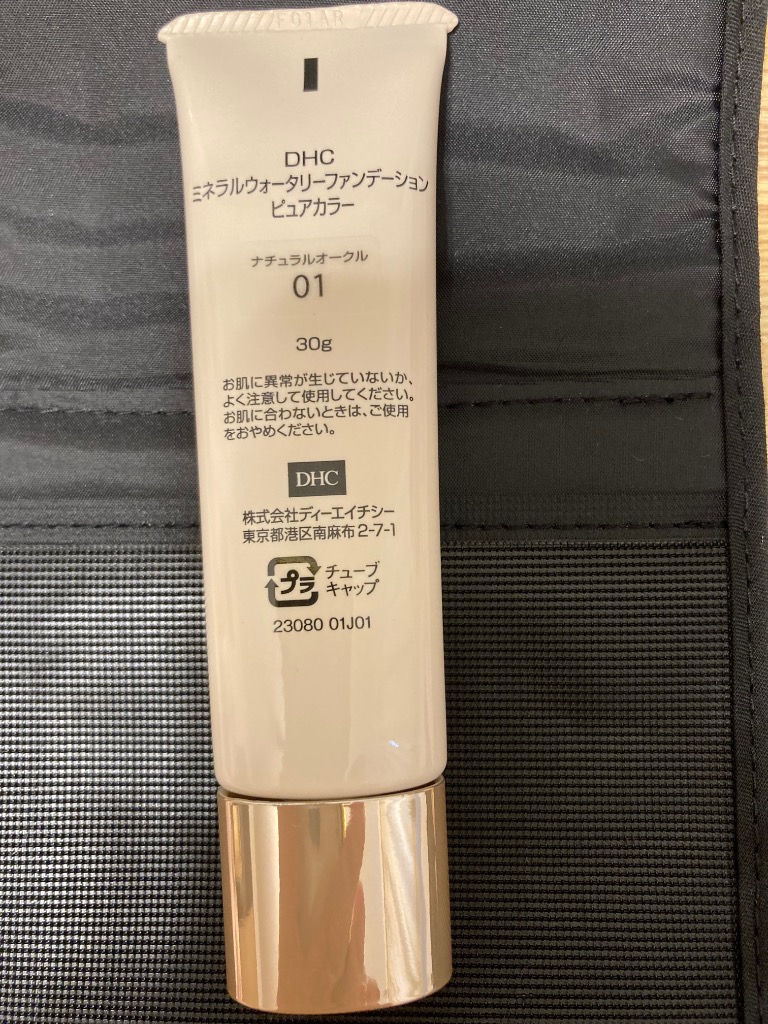 DHC
ミネラルウォータリーファンデーション
ピュアカラー
ナチュラルオークル
01
30g
お肌に異常が生じていないか、
よく注意して使用してください。
お肌に合わないときは、ご使用
をおやめください。
DHC
株式会社ディーエイチシー
東京都港区南麻布2-7-1
プラ
チューブ
キャップ
23080 01J01